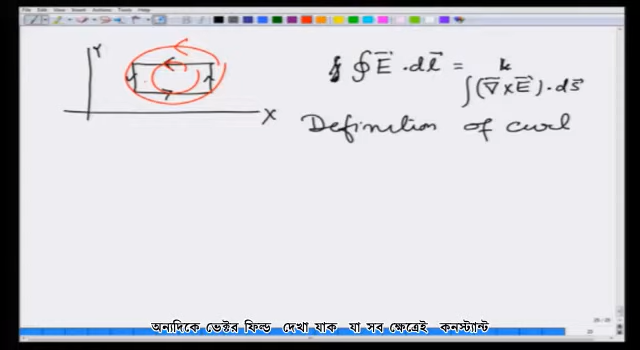 Y
∮ E⃗ · dl⃗ =
∫(∇⃗ × E⃗) · ds⃗
X
Definition of curl
অন্যদিকে ভেক্টর ফিল্ড দেখা যাক যা সব ক্ষেত্রেই কনস্ট্যান্ট